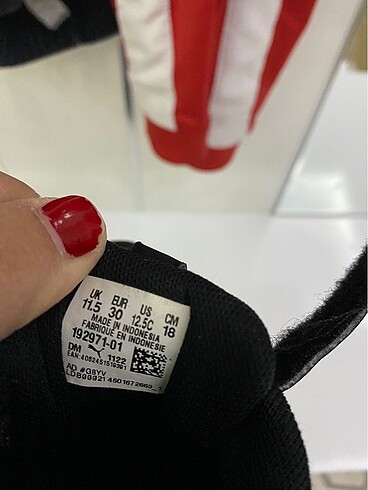 UK EUR US CM
11.5 30 12.5C 18
MADE IN INDONESIA
FABRIQUE EN INDONESIE
192971-01
DM 1122
AD #G8YV